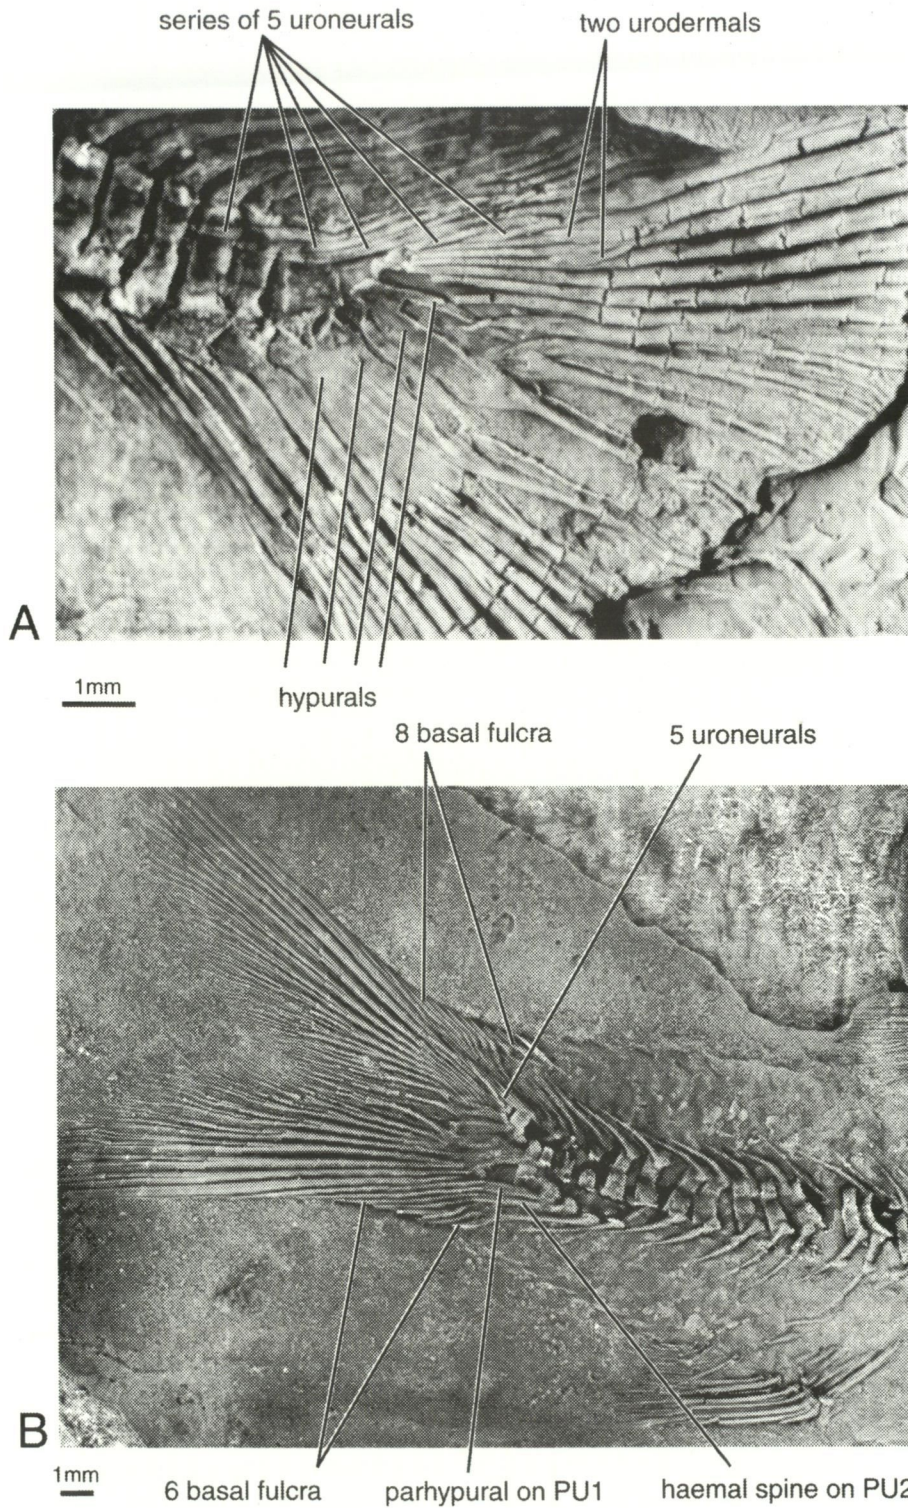 series of 5 uroneurals
two urodermals
A
1mm
hypurals
8 basal fulcra
5 uroneurals
B
1mm
6 basal fulcra
parhypural on PU1
haemal spine on PU2